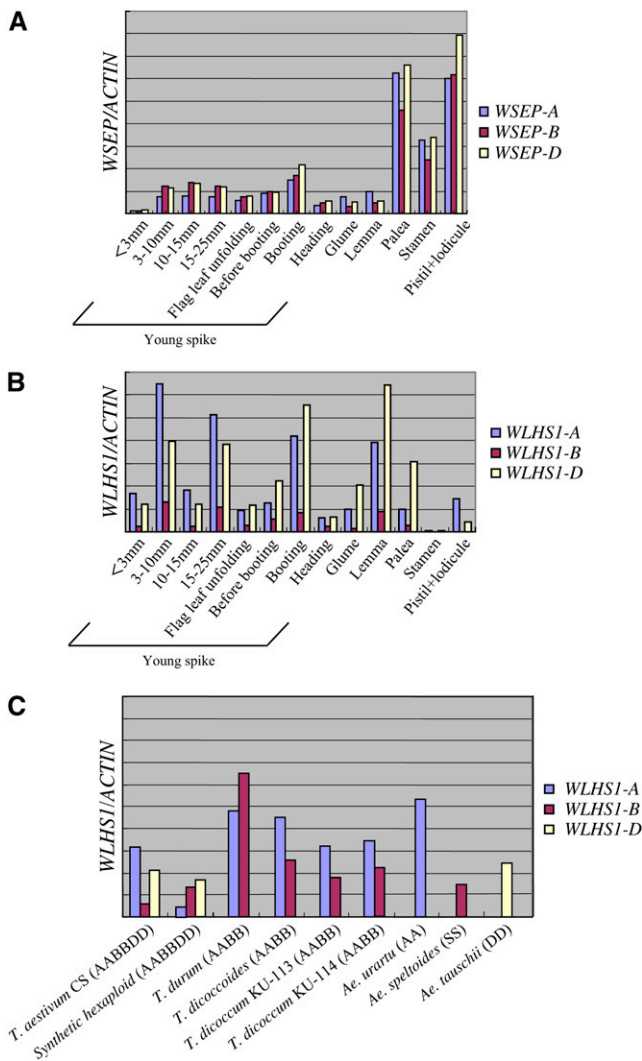 A
WSEP/ACTIN
WSEP-A
WSEP-B
WSEP-D
<3mm
3-10mm
10-15mm
15-25mm
Flag leaf unfolding
Before booting
Booting
Heading
Glume
Lemma
Palea
Stamen
Pistil+lodicule
Young spike
B
WLHS1/ACTIN
WLHS1-A
WLHS1-B
WLHS1-D
<3mm
3-10mm
10-15mm
15-25mm
Flag leaf unfolding
Before booting
Booting
Heading
Glume
Lemma
Palea
Stamen
Pistil+lodicule
Young spike
C
WLHS1/ACTIN
WLHS1-A
WLHS1-B
WLHS1-D
T. aestivum CS (AABBDD)
Synthetic hexaploid (AABBDD)
T. durum (AABB)
T. dicoccoides (AABB)
T. dicoccum KU-113 (AABB)
T. dicoccum KU-114 (AABB)
Ae. urartu (AA)
Ae. speltoides (SS)
Ae. tauschii (DD)